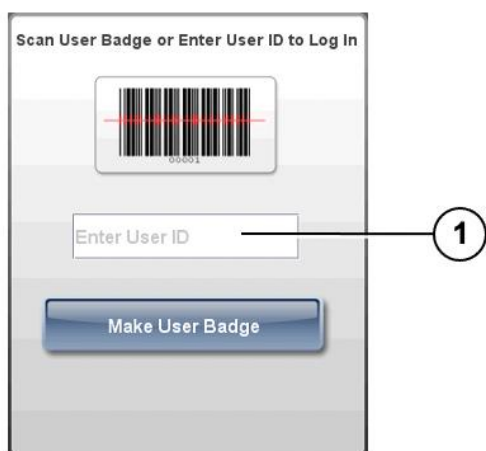 Scan User Badge or Enter User ID to Log In
00001
Enter User ID
1
Make User Badge